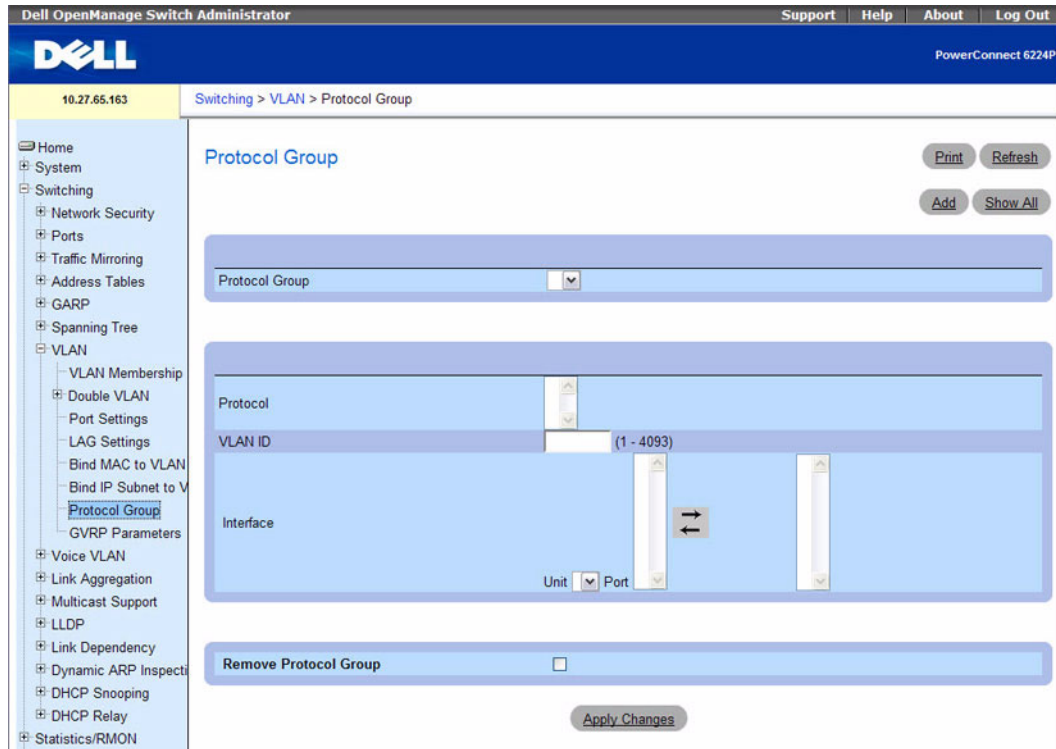 Dell OpenManage Switch Administrator
Support Help About Log Out
DELL
PowerConnect 6224P
10.27.65.163
Switching > VLAN > Protocol Group
Home
System
Switching
Network Security
Ports
Traffic Mirroring
Address Tables
GARP
Spanning Tree
VLAN
VLAN Membership
Double VLAN
Port Settings
LAG Settings
Bind MAC to VLAN
Bind IP Subnet to V
Protocol Group
GVRP Parameters
Voice VLAN
Link Aggregation
Multicast Support
LLDP
Link Dependency
Dynamic ARP Inspecti
DHCP Snooping
DHCP Relay
Statistics/RMON
Protocol Group
Print Refresh
Add Show All
Protocol Group
Protocol
VLAN ID (1 - 4093)
Interface
Unit Port
Remove Protocol Group
Apply Changes